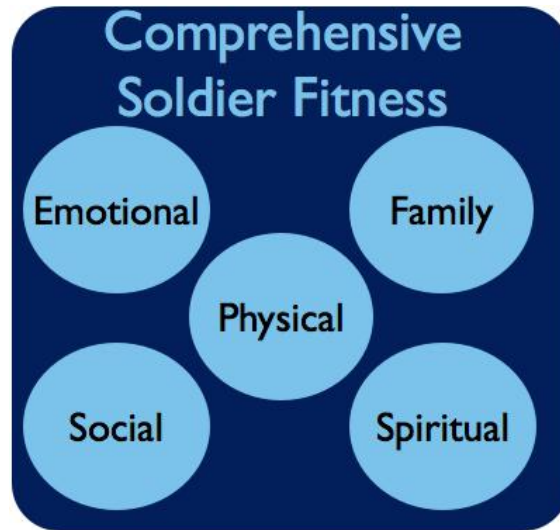 Comprehensive
Soldier Fitness
Emotional
Family
Physical
Social
Spiritual